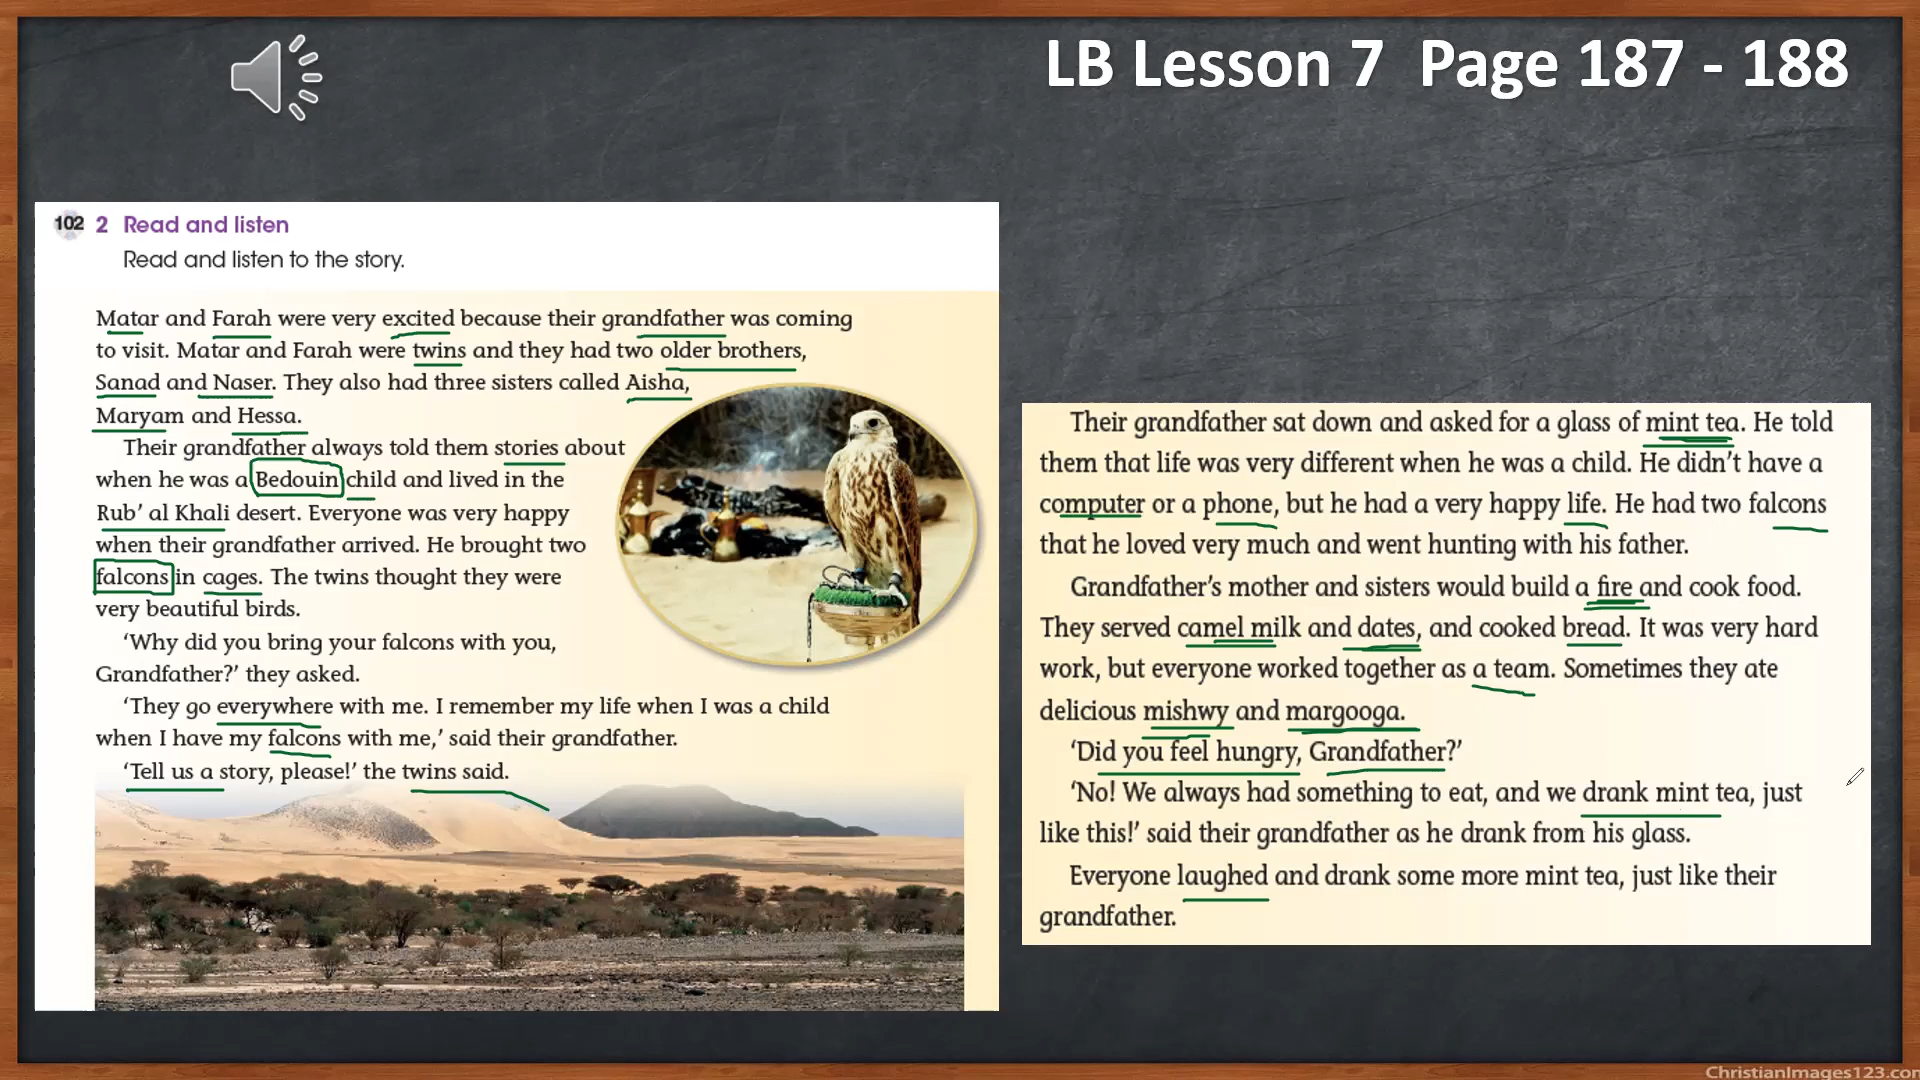 LB Lesson 7 Page 187 - 188
102 2 Read and listen
Read and listen to the story.
Matar and Farah were very excited because their grandfather was coming
to visit. Matar and Farah were twins and they had two older brothers,
Sanad and Naser. They also had three sisters called Aisha,
Maryam and Hessa.
Their grandfather always told them stories about
when he was a Bedouin child and lived in the
Rub' al Khali desert. Everyone was very happy
when their grandfather arrived. He brought two
falcons in cages. The twins thought they were
very beautiful birds.
'Why did you bring your falcons with you,
Grandfather?' they asked.
'They go everywhere with me. I remember my life when I was a child
when I have my falcons with me,' said their grandfather.
'Tell us a story, please!' the twins said.
Their grandfather sat down and asked for a glass of mint tea. He told
them that life was very different when he was a child. He didn't have a
computer or a phone, but he had a very happy life. He had two falcons
that he loved very much and went hunting with his father.
Grandfather's mother and sisters would build a fire and cook food.
They served camel milk and dates, and cooked bread. It was very hard
work, but everyone worked together as a team. Sometimes they ate
delicious mishwy and margooga.
'Did you feel hungry, Grandfather?'
'No! We always had something to eat, and we drank mint tea, just
like this!' said their grandfather as he drank from his glass.
Everyone laughed and drank some more mint tea, just like their
grandfather.
ChristianImages123.com